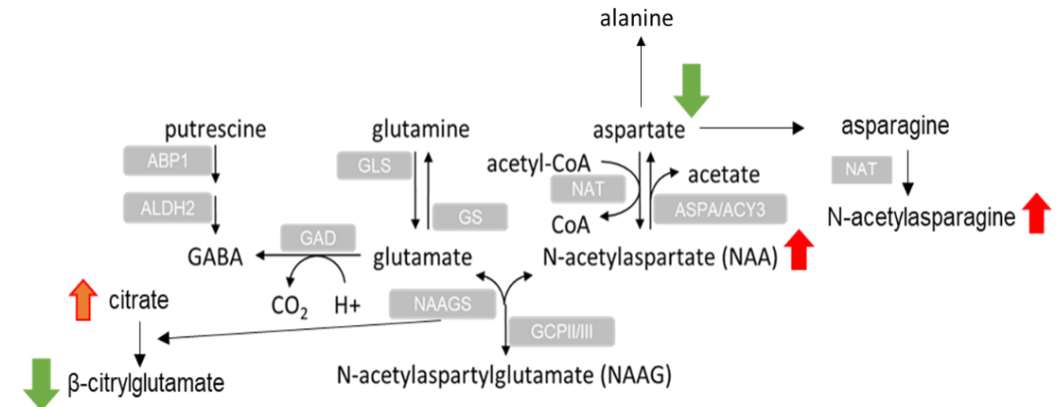 alanine
putrescine
glutamine
aspartate
asparagine
ABP1
GLS
acetyl-CoA
acetate
NAT
NAT
ALDH2
GS
CoA
ASPA/ACY3
N-acetylasparagine
GAD
GABA
glutamate
N-acetylaspartate (NAA)
citrate
CO₂
H+
NAAGS
GCPII/III
β-citrylglutamate
N-acetylaspartylglutamate (NAAG)